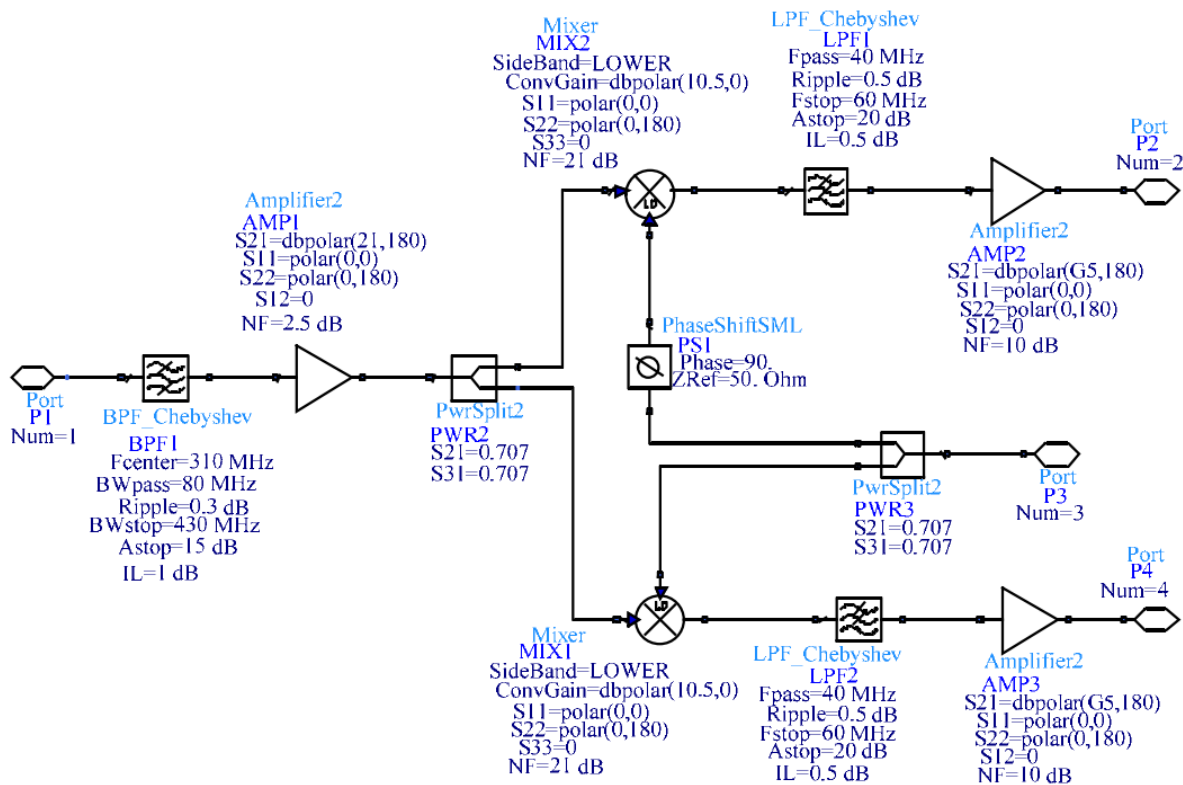 Mixer
MIX2
SideBand=LOWER
ConvGain=dbpolar(10.5,0)
S11=polar(0,0)
S22=polar(0,180)
S33=0
NF=21 dB
LO
LPF_Chebyshev
LPF1
Fpass=40 MHz
Ripple=0.5 dB
Fstop=60 MHz
Astop=20 dB
IL=0.5 dB
Port
P2
Num=2
Amplifier2
AMP1
S21=dbpolar(21,180)
S11=polar(0,0)
S22=polar(0,180)
S12=0
NF=2.5 dB
Amplifier2
AMP2
S21=dbpolar(G5,180)
S11=polar(0,0)
S22=polar(0,180)
S12=0
NF=10 dB
PhaseShiftSML
PS1
Phase=90.
ZRef=50. Ohm
Port
P1
Num=1
BPF_Chebyshev
BPF1
Fcenter=310 MHz
BWpass=80 MHz
Ripple=0.3 dB
BWstop=430 MHz
Astop=15 dB
IL=1 dB
PwrSplit2
PWR2
S21=0.707
S31=0.707
PwrSplit2
PWR3
S21=0.707
S31=0.707
Port
P3
Num=3
LO
Mixer
MIX1
SideBand=LOWER
ConvGain=dbpolar(10.5,0)
S11=polar(0,0)
S22=polar(0,180)
S33=0
NF=21 dB
LPF_Chebyshev
LPF2
Fpass=40 MHz
Ripple=0.5 dB
Fstop=60 MHz
Astop=20 dB
IL=0.5 dB
Amplifier2
AMP3
S21=dbpolar(G5,180)
S11=polar(0,0)
S22=polar(0,180)
S12=0
NF=10 dB
Port
P4
Num=4